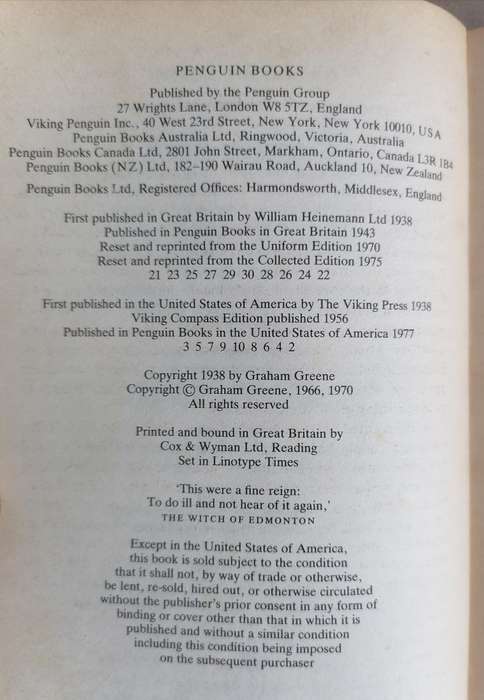 PENGUIN BOOKS
Published by the Penguin Group
27 Wrights Lane, London W8 5TZ, England
Viking Penguin Inc., 40 West 23rd Street, New York, New York 10010, USA
Penguin Books Australia Ltd, Ringwood, Victoria, Australia
Penguin Books Canada Ltd, 2801 John Street, Markham, Ontario, Canada L3R 1B4
Penguin Books (NZ) Ltd, 182–190 Wairau Road, Auckland 10, New Zealand
Penguin Books Ltd, Registered Offices: Harmondsworth, Middlesex, England
First published in Great Britain by William Heinemann Ltd 1938
Published in Penguin Books in Great Britain 1943
Reset and reprinted from the Uniform Edition 1970
Reset and reprinted from the Collected Edition 1975
21 23 25 27 29 30 28 26 24 22
First published in the United States of America by The Viking Press 1938
Viking Compass Edition published 1956
Published in Penguin Books in the United States of America 1977
3 5 7 9 10 8 6 4 2
Copyright 1938 by Graham Greene
Copyright © Graham Greene, 1966, 1970
All rights reserved
Printed and bound in Great Britain by
Cox & Wyman Ltd, Reading
Set in Linotype Times
‘This were a fine reign:
To do ill and not hear of it again,’
THE WITCH OF EDMONTON
Except in the United States of America,
this book is sold subject to the condition
that it shall not, by way of trade or otherwise,
be lent, re-sold, hired out, or otherwise circulated
without the publisher's prior consent in any form of
binding or cover other than that in which it is
published and without a similar condition
including this condition being imposed
on the subsequent purchaser